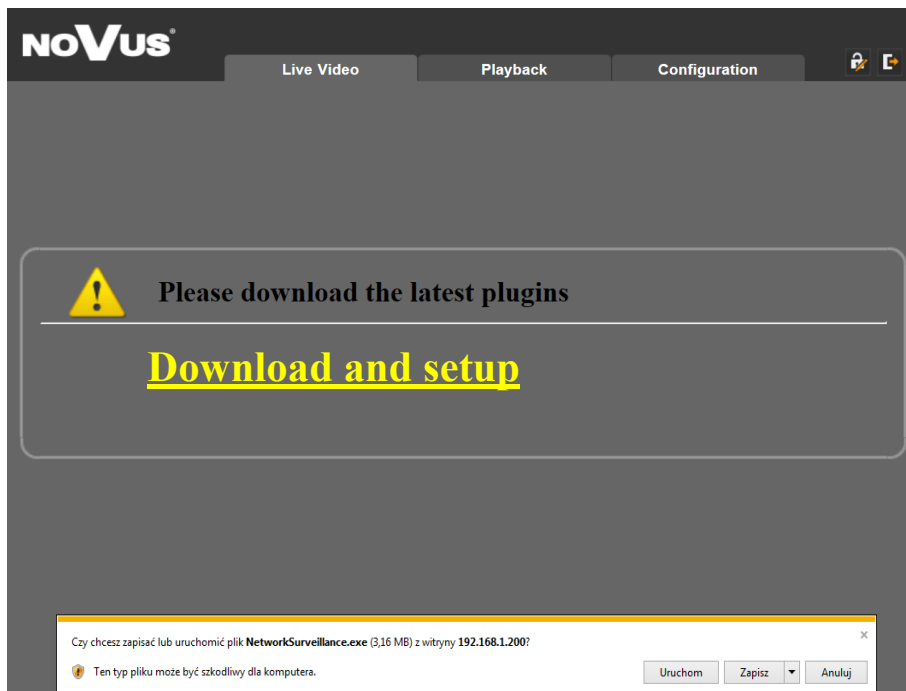 NOVUS®
Live Video Playback Configuration
Please download the latest plugins
Download and setup
Czy chcesz zapisać lub uruchomić plik NetworkSurveillance.exe (3,16 MB) z witryny 192.168.1.200?
Ten typ pliku może być szkodliwy dla komputera.
Uruchom Zapisz Anuluj